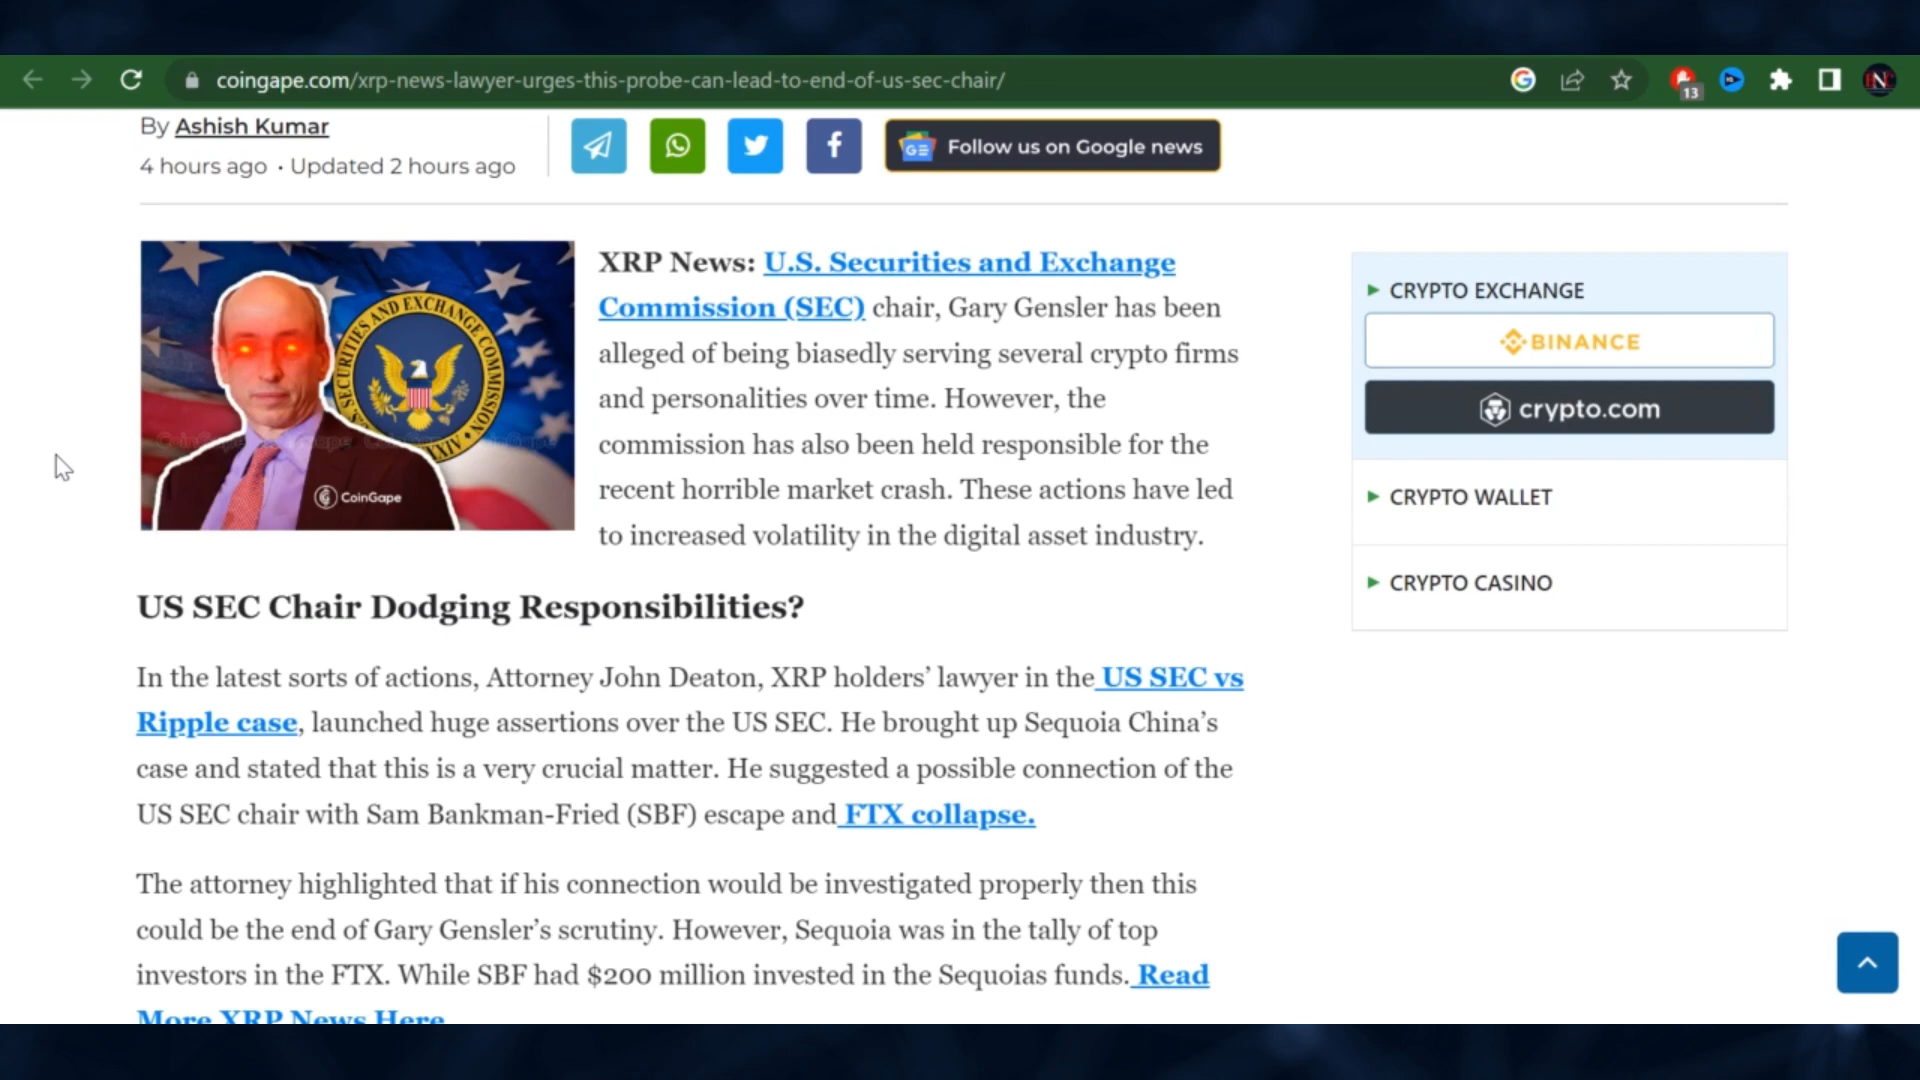 coingape.com/xrp-news-lawyer-urges-this-probe-can-lead-to-end-of-us-sec-chair/
13
By Ashish Kumar
4 hours ago · Updated 2 hours ago
Follow us on Google news
XRP News: U.S. Securities and Exchange
Commission (SEC) chair, Gary Gensler has been
alleged of being biasedly serving several crypto firms
and personalities over time. However, the
commission has also been held responsible for the
recent horrible market crash. These actions have led
to increased volatility in the digital asset industry.
SECURITIES AND EXCHANGE COMMISSION
CoinGape
CRYPTO EXCHANGE
BINANCE
crypto.com
CRYPTO WALLET
CRYPTO CASINO
US SEC Chair Dodging Responsibilities?
In the latest sorts of actions, Attorney John Deaton, XRP holders’ lawyer in the US SEC vs
Ripple case, launched huge assertions over the US SEC. He brought up Sequoia China’s
case and stated that this is a very crucial matter. He suggested a possible connection of the
US SEC chair with Sam Bankman-Fried (SBF) escape and FTX collapse.
The attorney highlighted that if his connection would be investigated properly then this
could be the end of Gary Gensler’s scrutiny. However, Sequoia was in the tally of top
investors in the FTX. While SBF had $200 million invested in the Sequoias funds. Read
More XRP News Here